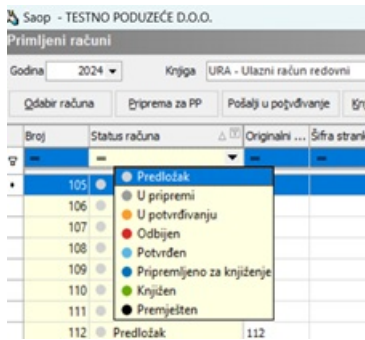 Saop - TESTNO PODUZEĆE D.O.O.
Primljeni računi
Godina 2024 Knjiga URA - Ulazni račun redovni
Odabir računa Priprema za PP Pošalji u potvđivanje
Broj Status računa Originalni ... Šifra strank
= = = =
105 Predložak
106 U pripremi
107 U potvrđivanju
Odbijen
108 Potvrđen
109 Pripremljeno za knjiženje
110 Knjižen
111 Premješten
112 Predložak 112